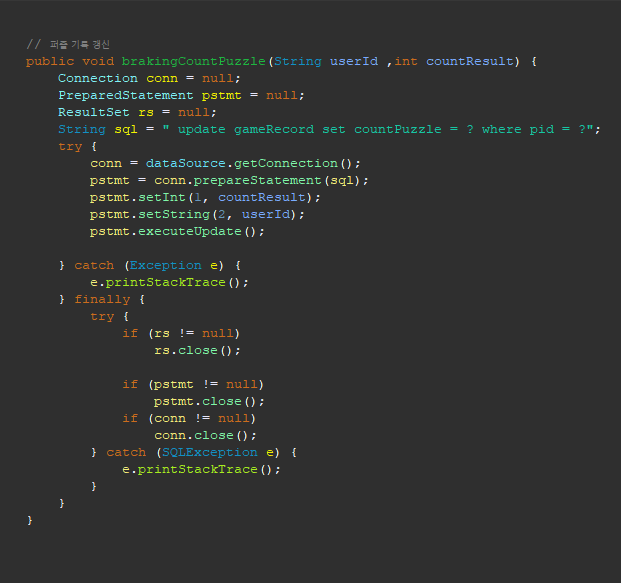 // 퍼즐 기록 갱신
public void brakingCountPuzzle(String userId ,int countResult) {
    Connection conn = null;
    PreparedStatement pstmt = null;
    ResultSet rs = null;
    String sql = " update gameRecord set countPuzzle = ? where pid = ?";
    try {
        conn = dataSource.getConnection();
        pstmt = conn.prepareStatement(sql);
        pstmt.setInt(1, countResult);
        pstmt.setString(2, userId);
        pstmt.executeUpdate();
    } catch (Exception e) {
        e.printStackTrace();
    } finally {
        try {
            if (rs != null)
                rs.close();
            if (pstmt != null)
                pstmt.close();
            if (conn != null)
                conn.close();
        } catch (SQLException e) {
            e.printStackTrace();
        }
    }
}